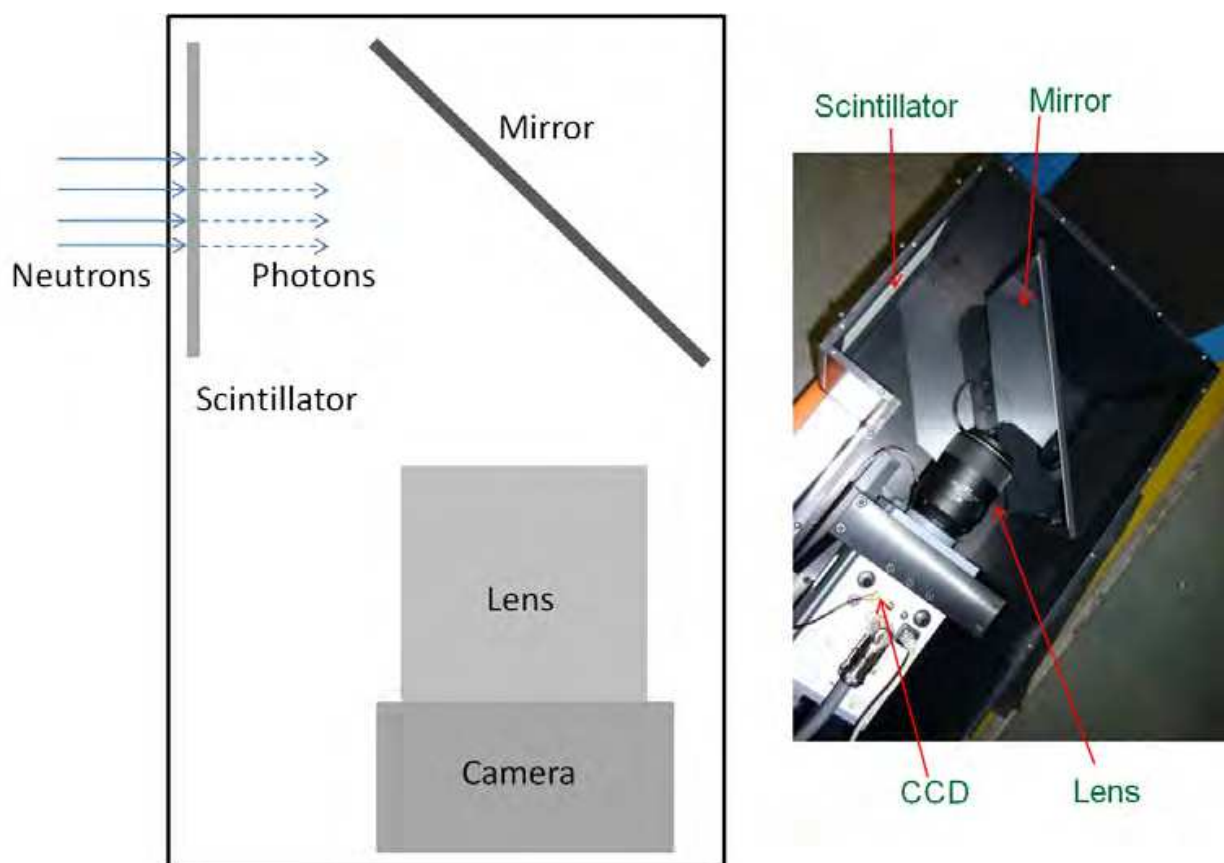 Mirror
Neutrons
Photons
Scintillator
Lens
Camera
Scintillator
Mirror
CCD
Lens